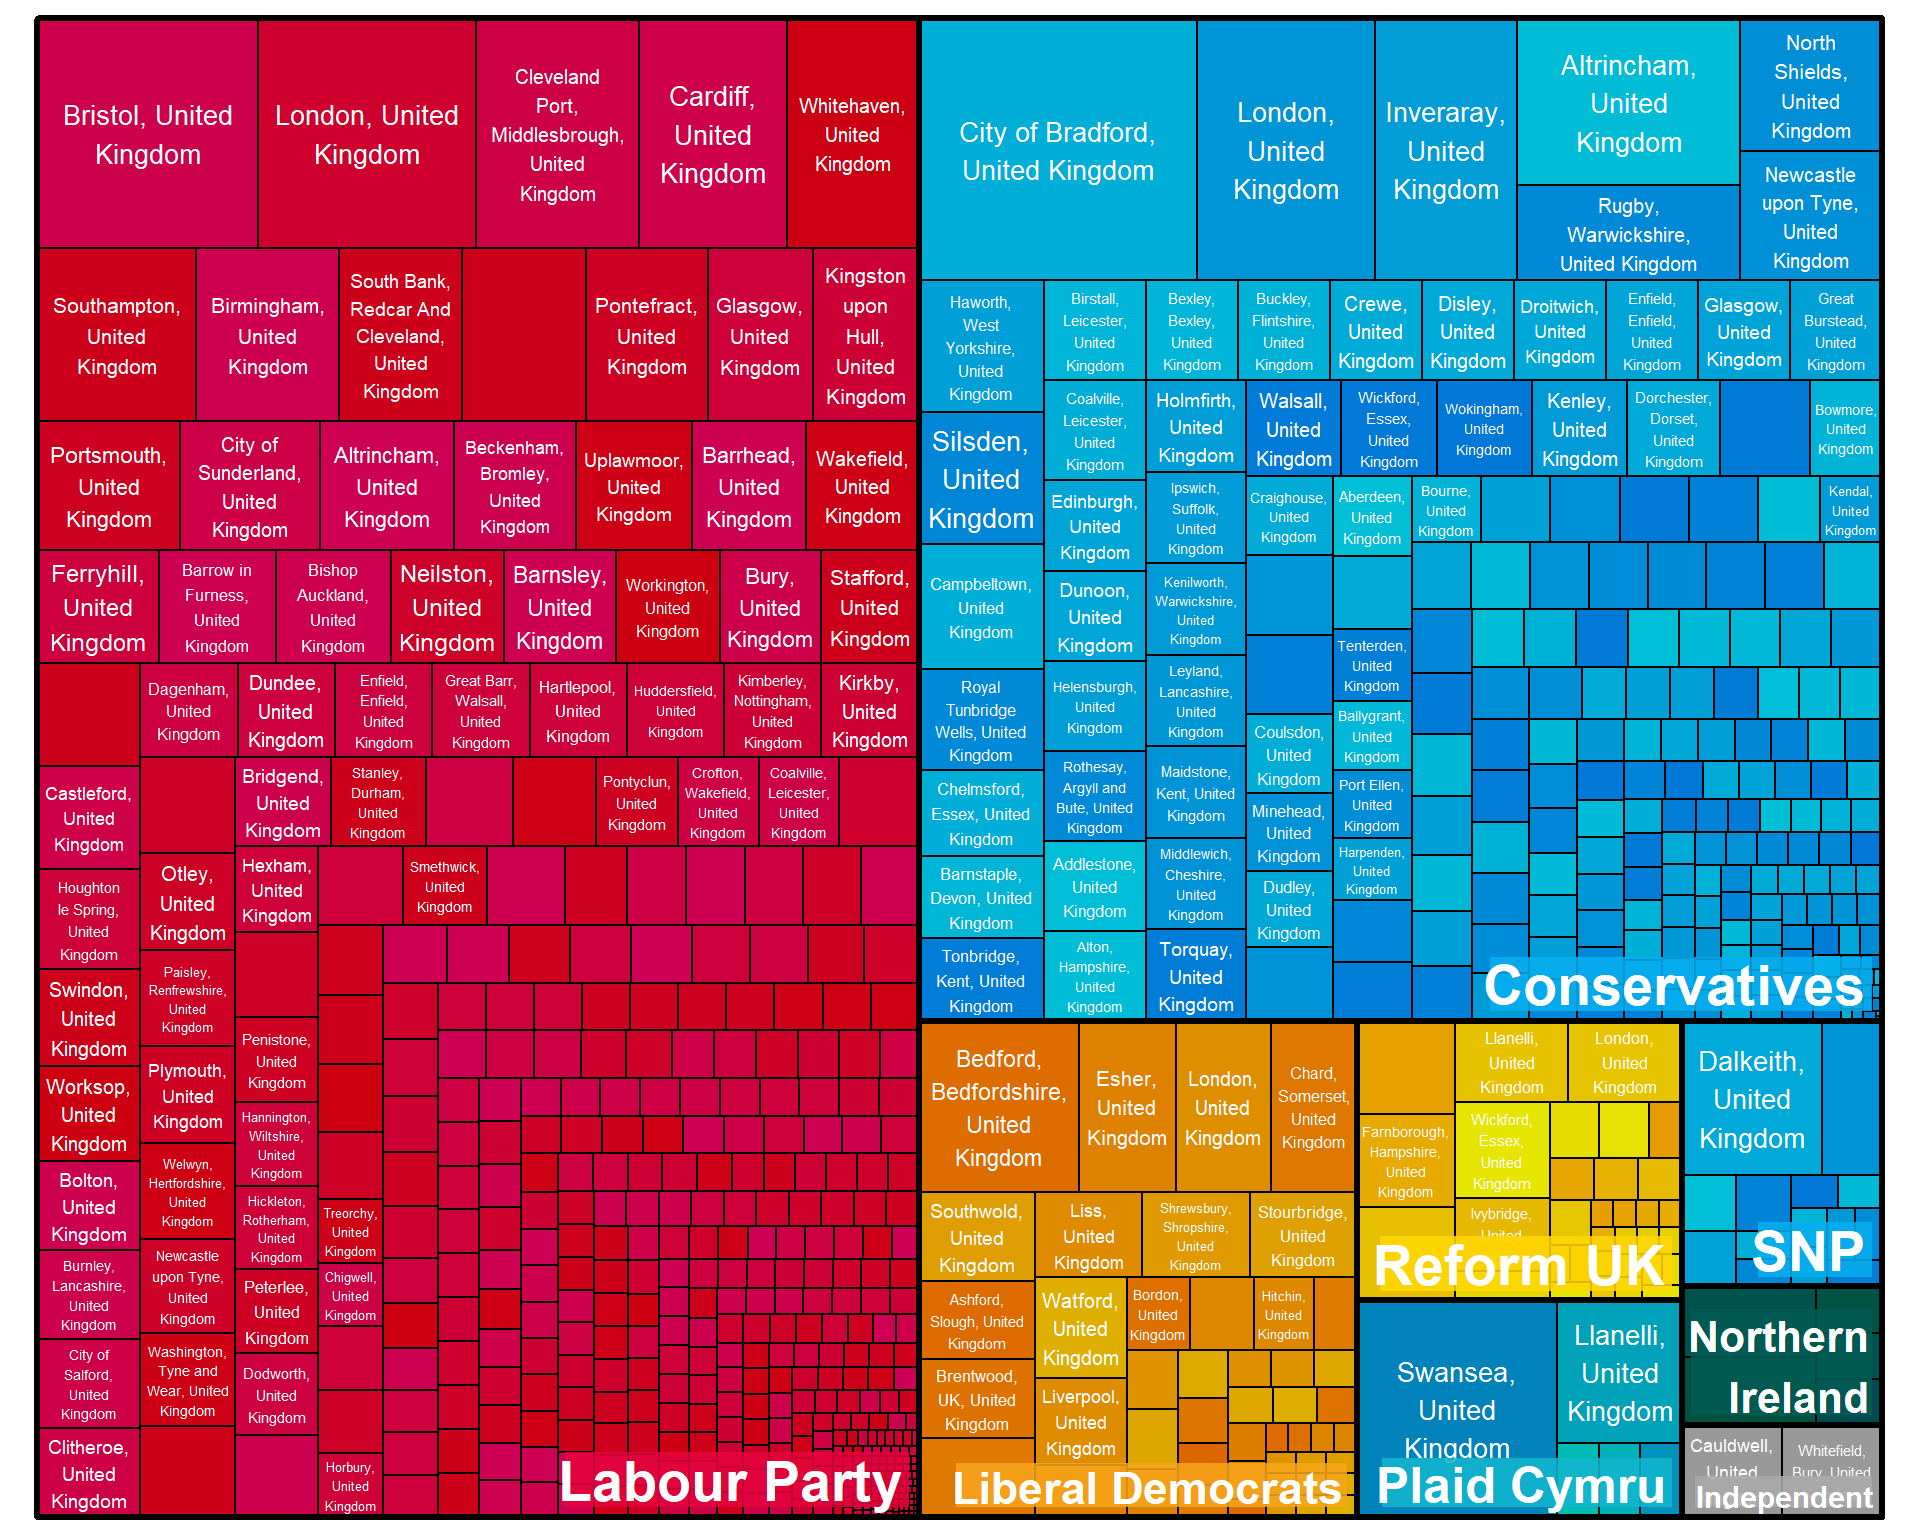 Bristol, United
Kingdom
London, United
Kingdom
Cleveland
Port,
Middlesbrough,
United
Kingdom
Cardiff,
United
Kingdom
Whitehaven,
United
Kingdom
Southampton,
United
Kingdom
Birmingham,
United
Kingdom
South Bank,
Redcar And
Cleveland,
United
Kingdom
Pontefract,
United
Kingdom
Glasgow,
United
Kingdom
Kingston
upon
Hull,
United
Kingdom
Portsmouth,
United
Kingdom
City of
Sunderland,
United
Kingdom
Altrincham,
United
Kingdom
Beckenham,
Bromley,
United
Kingdom
Uplawmoor,
United
Kingdom
Barrhead,
United
Kingdom
Wakefield,
United
Kingdom
Ferryhill,
United
Kingdom
Barrow in
Furness,
United
Kingdom
Bishop
Auckland,
United
Kingdom
Neilston,
United
Kingdom
Barnsley,
United
Kingdom
Workington,
United
Kingdom
Bury,
United
Kingdom
Stafford,
United
Kingdom
Dagenham,
United
Kingdom
Dundee,
United
Kingdom
Enfield,
Enfield,
United
Kingdom
Great Barr,
Walsall,
United
Kingdom
Hartlepool,
United
Kingdom
Huddersfield,
United
Kingdom
Kimberley,
Nottingham,
United
Kingdom
Kirkby,
United
Kingdom
Castleford,
United
Kingdom
Bridgend,
United
Kingdom
Stanley,
Durham,
United
Kingdom
Pontyclun,
United
Kingdom
Crofton,
Wakefield,
United
Kingdom
Coalville,
Leicester,
United
Kingdom
Houghton
le Spring,
United
Kingdom
Otley,
United
Kingdom
Hexham,
United
Kingdom
Smethwick,
United
Kingdom
Swindon,
United
Kingdom
Paisley,
Renfrewshire,
United
Kingdom
Penistone,
United
Kingdom
Worksop,
United
Kingdom
Plymouth,
United
Kingdom
Hannington,
Wiltshire,
United
Kingdom
Bolton,
United
Kingdom
Welwyn,
Hertfordshire,
United
Kingdom
Hickleton,
Rotherham,
United
Kingdom
Treorchy,
United
Kingdom
Burnley,
Lancashire,
United
Kingdom
Newcastle
upon Tyne,
United
Kingdom
Peterlee,
United
Kingdom
Chigwell,
United
Kingdom
City of
Salford,
United
Kingdom
Washington,
Tyne and
Wear, United
Kingdom
Dodworth,
United
Kingdom
Clitheroe,
United
Kingdom
Horbury,
United
Kingdom
Labour Party
City of Bradford,
United Kingdom
London,
United
Kingdom
Inveraray,
United
Kingdom
Altrincham,
United
Kingdom
Rugby,
Warwickshire,
United Kingdom
North
Shields,
United
Kingdom
Newcastle
upon Tyne,
United
Kingdom
Haworth,
West
Yorkshire,
United
Kingdom
Birstall,
Leicester,
United
Kingdom
Bexley,
Bexley,
United
Kingdom
Buckley,
Flintshire,
United
Kingdom
Crewe,
United
Kingdom
Disley,
United
Kingdom
Droitwich,
United
Kingdom
Enfield,
Enfield,
United
Kingdom
Glasgow,
United
Kingdom
Great
Burstead,
United
Kingdom
Silsden,
United
Kingdom
Coalville,
Leicester,
United
Kingdom
Holmfirth,
United
Kingdom
Walsall,
United
Kingdom
Wickford,
Essex,
United
Kingdom
Wokingham,
United
Kingdom
Kenley,
United
Kingdom
Dorchester,
Dorset,
United
Kingdom
Bowmore,
United
Kingdom
Edinburgh,
United
Kingdom
Ipswich,
Suffolk,
United
Kingdom
Craighouse,
United
Kingdom
Aberdeen,
United
Kingdom
Bourne,
United
Kingdom
Kendal,
United
Kingdom
Campbeltown,
United
Kingdom
Dunoon,
United
Kingdom
Kenilworth,
Warwickshire,
United
Kingdom
Tenterden,
United
Kingdom
Royal
Tunbridge
Wells, United
Kingdom
Helensburgh,
United
Kingdom
Leyland,
Lancashire,
United
Kingdom
Coulsdon,
United
Kingdom
Ballygrant,
United
Kingdom
Chelmsford,
Essex, United
Kingdom
Rothesay,
Argyll and
Bute, United
Kingdom
Maidstone,
Kent, United
Kingdom
Minehead,
United
Kingdom
Port Ellen,
United
Kingdom
Barnstaple,
Devon, United
Kingdom
Addlestone,
United
Kingdom
Middlewich,
Cheshire,
United
Kingdom
Dudley,
United
Kingdom
Harpenden,
United
Kingdom
Tonbridge,
Kent, United
Kingdom
Alton,
Hampshire,
United
Kingdom
Torquay,
United
Kingdom
Conservatives
Bedford,
Bedfordshire,
United
Kingdom
Esher,
United
Kingdom
London,
United
Kingdom
Chard,
Somerset,
United
Kingdom
Southwold,
United
Kingdom
Liss,
United
Kingdom
Shrewsbury,
Shropshire,
United
Kingdom
Stourbridge,
United
Kingdom
Ashford,
Slough, United
Kingdom
Watford,
United
Kingdom
Bordon,
United
Kingdom
Hitchin,
United
Kingdom
Brentwood,
UK, United
Kingdom
Liverpool,
United
Kingdom
Liberal Democrats
Llanelli,
United
Kingdom
London,
United
Kingdom
Farnborough,
Hampshire,
United
Kingdom
Wickford,
Essex,
United
Kingdom
Ivybridge,
United
Reform UK
Dalkeith,
United
Kingdom
SNP
Swansea,
United
Kingdom
Llanelli,
United
Kingdom
Plaid Cymru
Northern
Ireland
Cauldwell,
United
Whitefield,
Bury, United
Independent